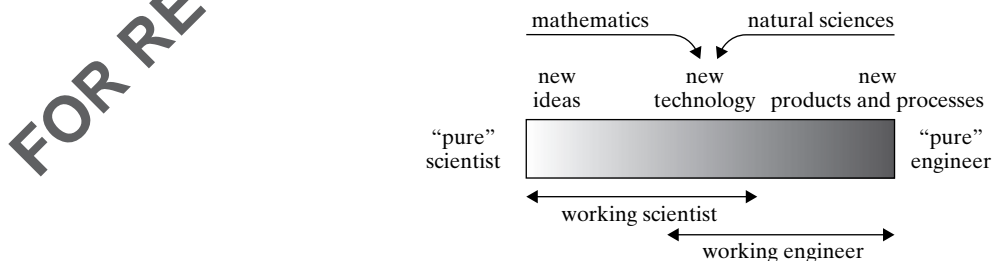 FOR RE
mathematics
natural sciences
new
ideas
new
technology
new
products and processes
“pure”
scientist
“pure”
engineer
working scientist
working engineer